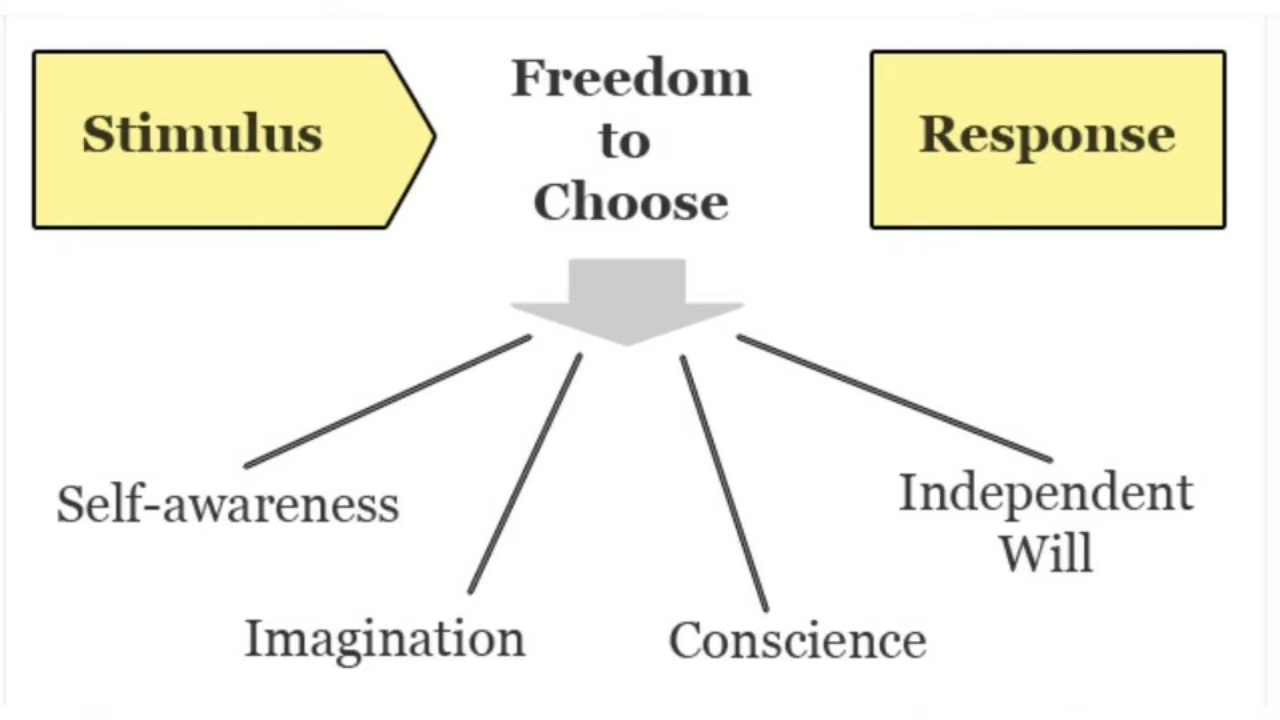 Stimulus
Freedom
to
Choose
Response
Self-awareness
Imagination
Conscience
Independent
Will